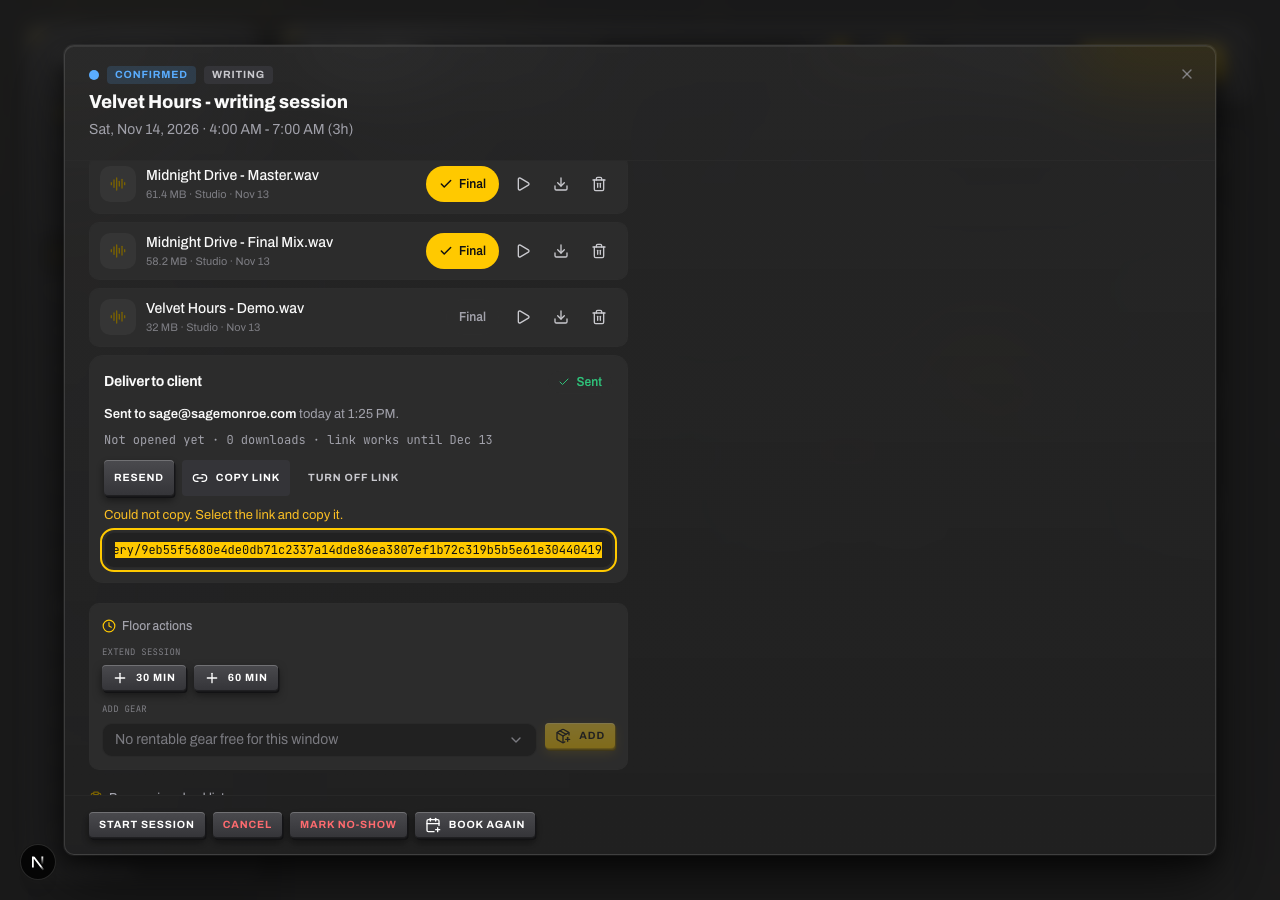 CONFIRMED WRITING
Velvet Hours - writing session
Sat, Nov 14, 2026 · 4:00 AM - 7:00 AM (3h)
Midnight Drive - Master.wav
61.4 MB · Studio · Nov 13
Final
Midnight Drive - Final Mix.wav
58.2 MB · Studio · Nov 13
Final
Velvet Hours - Demo.wav
32 MB · Studio · Nov 13
Final
Deliver to client
Sent
Sent to sage@sagemonroe.com today at 1:25 PM.
Not opened yet · 0 downloads · link works until Dec 13
RESEND COPY LINK TURN OFF LINK
Could not copy. Select the link and copy it.
ery/9eb55f5680e4de0db71c2337a14dde86ea3807ef1b72c319b5b5e61e30440419
Floor actions
EXTEND SESSION
30 MIN 60 MIN
ADD GEAR
No rentable gear free for this window
ADD
START SESSION CANCEL MARK NO-SHOW BOOK AGAIN
N